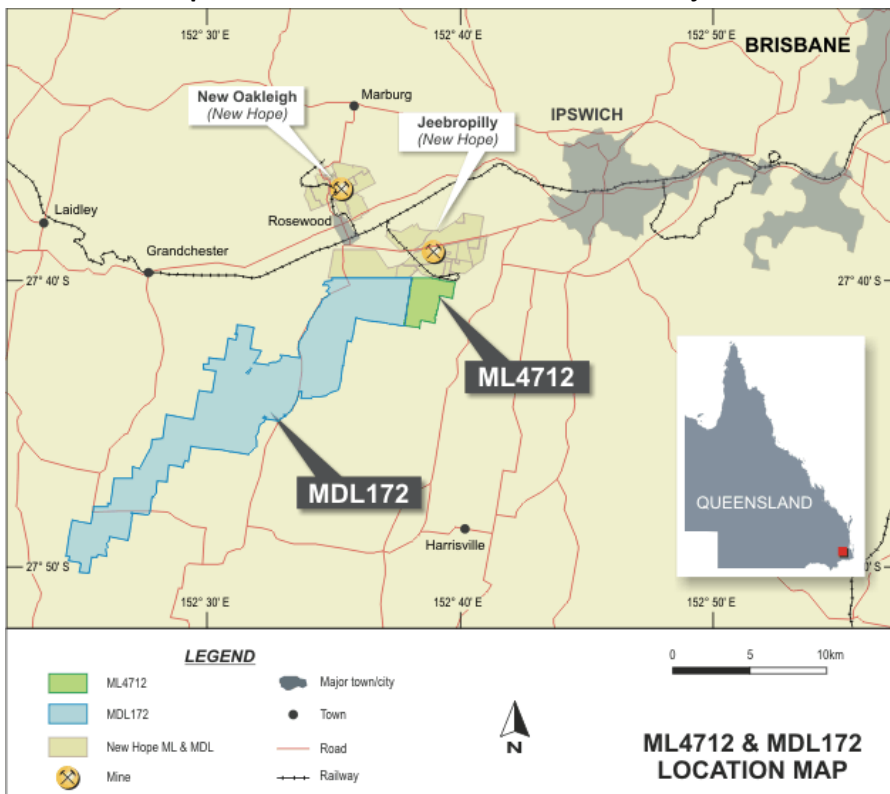 152° 30' E
152° 40' E
BRISBANE
New Oakleigh
(New Hope)
Marburg
Jeebropilly
(New Hope)
IPSWICH
Laidley
Rosewood
Grandchester
27° 40' S
27° 40' S
ML4712
MDL172
QUEENSLAND
Harrisville
27° 50' S
0' S
152° 30' E
152° 40' E
152° 50' E
LEGEND
ML4712
MDL172
New Hope ML & MDL
Mine
Major town/city
Town
Road
Railway
N
0 5 10km
ML4712 & MDL172
LOCATION MAP